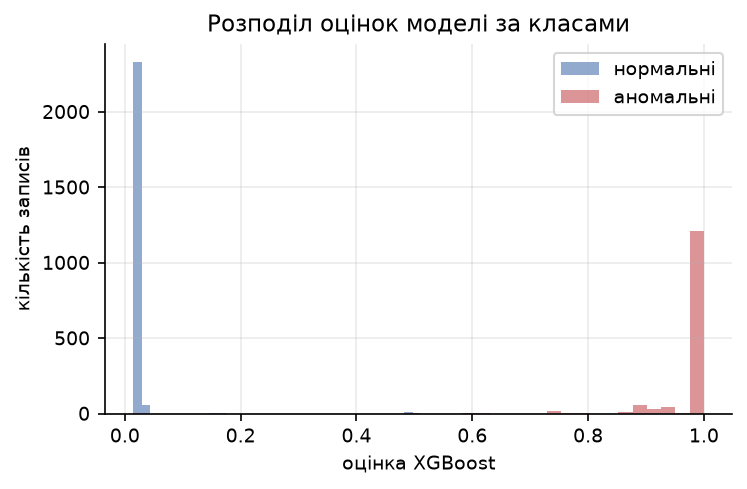 Розподіл оцінок моделі за класами
нормальні
аномальні
кількість записів
2000
1500
1000
500
0
0.0 0.2 0.4 0.6 0.8 1.0
оцінка XGBoost